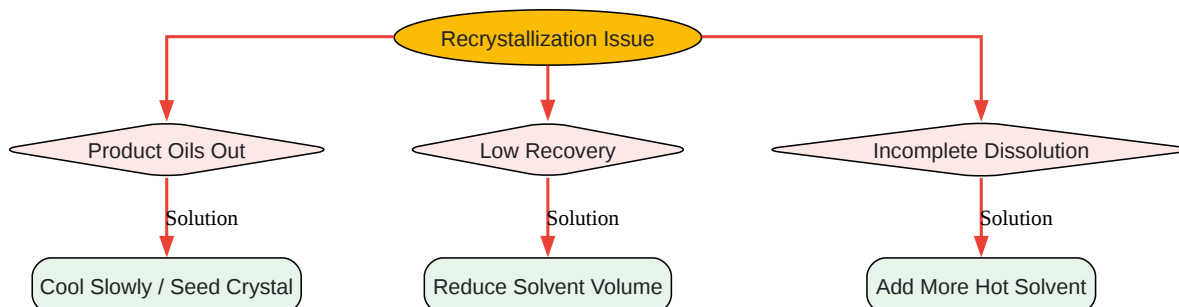 Recrystallization Issue
Product Oils Out
Low Recovery
Incomplete Dissolution
Solution
Solution
Solution
Cool Slowly / Seed Crystal
Reduce Solvent Volume
Add More Hot Solvent